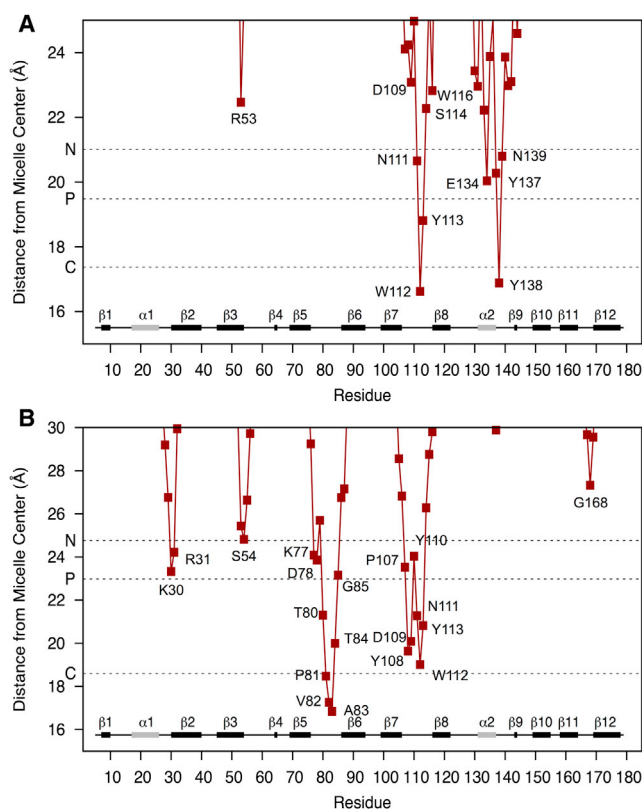 A
Distance from Micelle Center (Å)
24
22
20
18
16
N
P
C
R53
D109
W116
S114
N111
N139
E134
Y137
Y113
W112
Y138
β1 α1 β2 β3 β4 β5 β6 β7 β8 α2 β9 β10 β11 β12
10 20 30 40 50 60 70 80 90 100 110 120 130 140 150 160 170 180
Residue
B
Distance from Micelle Center (Å)
30
28
26
24
22
20
18
16
N
P
C
G168
S54
Y110
K77
P107
R31
D78
G85
K30
T80
N111
D109
Y113
T84
Y108
P81
W112
V82
A83
β1 α1 β2 β3 β4 β5 β6 β7 β8 α2 β9 β10 β11 β12
10 20 30 40 50 60 70 80 90 100 110 120 130 140 150 160 170 180
Residue